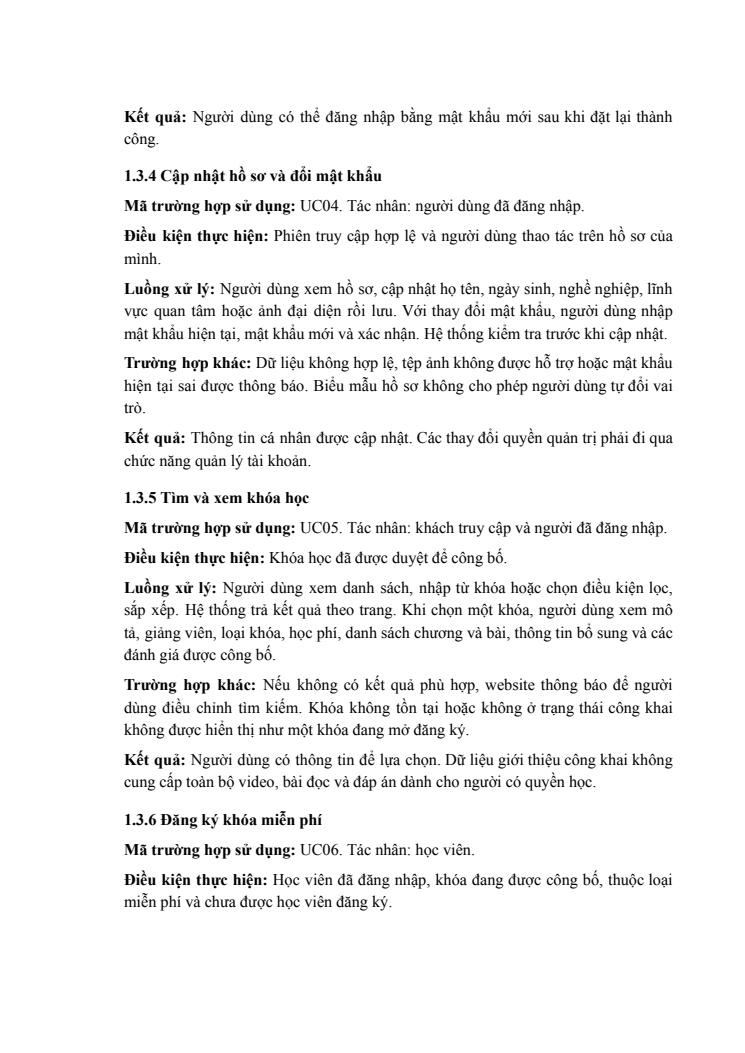 Kết quả: Người dùng có thể đăng nhập bằng mật khẩu mới sau khi đặt lại thành
công.
1.3.4 Cập nhật hồ sơ và đổi mật khẩu
Mã trường hợp sử dụng: UC04. Tác nhân: người dùng đã đăng nhập.
Điều kiện thực hiện: Phiên truy cập hợp lệ và người dùng thao tác trên hồ sơ của
mình.
Luồng xử lý: Người dùng xem hồ sơ, cập nhật họ tên, ngày sinh, nghề nghiệp, lĩnh
vực quan tâm hoặc ảnh đại diện rồi lưu. Với thay đổi mật khẩu, người dùng nhập
mật khẩu hiện tại, mật khẩu mới và xác nhận. Hệ thống kiểm tra trước khi cập nhật.
Trường hợp khác: Dữ liệu không hợp lệ, tệp ảnh không được hỗ trợ hoặc mật khẩu
hiện tại sai được thông báo. Biểu mẫu hồ sơ không cho phép người dùng tự đổi vai
trò.
Kết quả: Thông tin cá nhân được cập nhật. Các thay đổi quyền quản trị phải đi qua
chức năng quản lý tài khoản.
1.3.5 Tìm và xem khóa học
Mã trường hợp sử dụng: UC05. Tác nhân: khách truy cập và người đã đăng nhập.
Điều kiện thực hiện: Khóa học đã được duyệt để công bố.
Luồng xử lý: Người dùng xem danh sách, nhập từ khóa hoặc chọn điều kiện lọc,
sắp xếp. Hệ thống trả kết quả theo trang. Khi chọn một khóa, người dùng xem mô
tả, giảng viên, loại khóa, học phí, danh sách chương và bài, thông tin bổ sung và các
đánh giá được công bố.
Trường hợp khác: Nếu không có kết quả phù hợp, website thông báo để người
dùng điều chỉnh tìm kiếm. Khóa không tồn tại hoặc không ở trạng thái công khai
không được hiển thị như một khóa đang mở đăng ký.
Kết quả: Người dùng có thông tin để lựa chọn. Dữ liệu giới thiệu công khai không
cung cấp toàn bộ video, bài đọc và đáp án dành cho người có quyền học.
1.3.6 Đăng ký khóa miễn phí
Mã trường hợp sử dụng: UC06. Tác nhân: học viên.
Điều kiện thực hiện: Học viên đã đăng nhập, khóa đang được công bố, thuộc loại
miễn phí và chưa được học viên đăng ký.